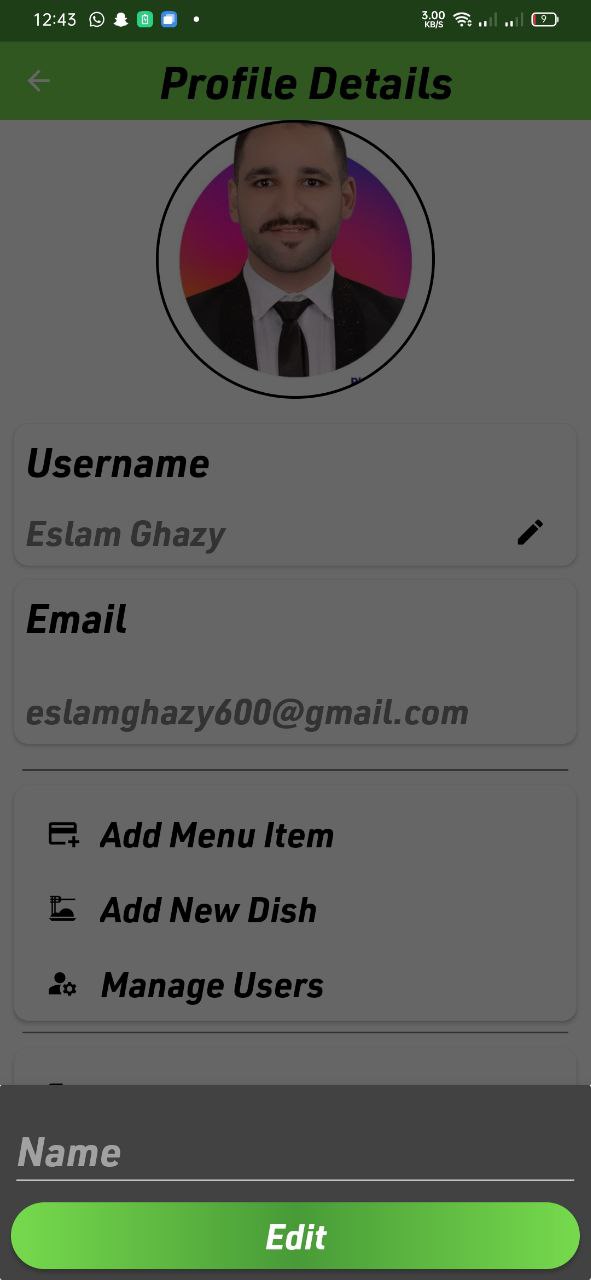 12:43
3.00
KB/S
9
Profile Details
Username
Eslam Ghazy
Email
eslamghazy600@gmail.com
Add Menu Item
Add New Dish
Manage Users
Name
Edit